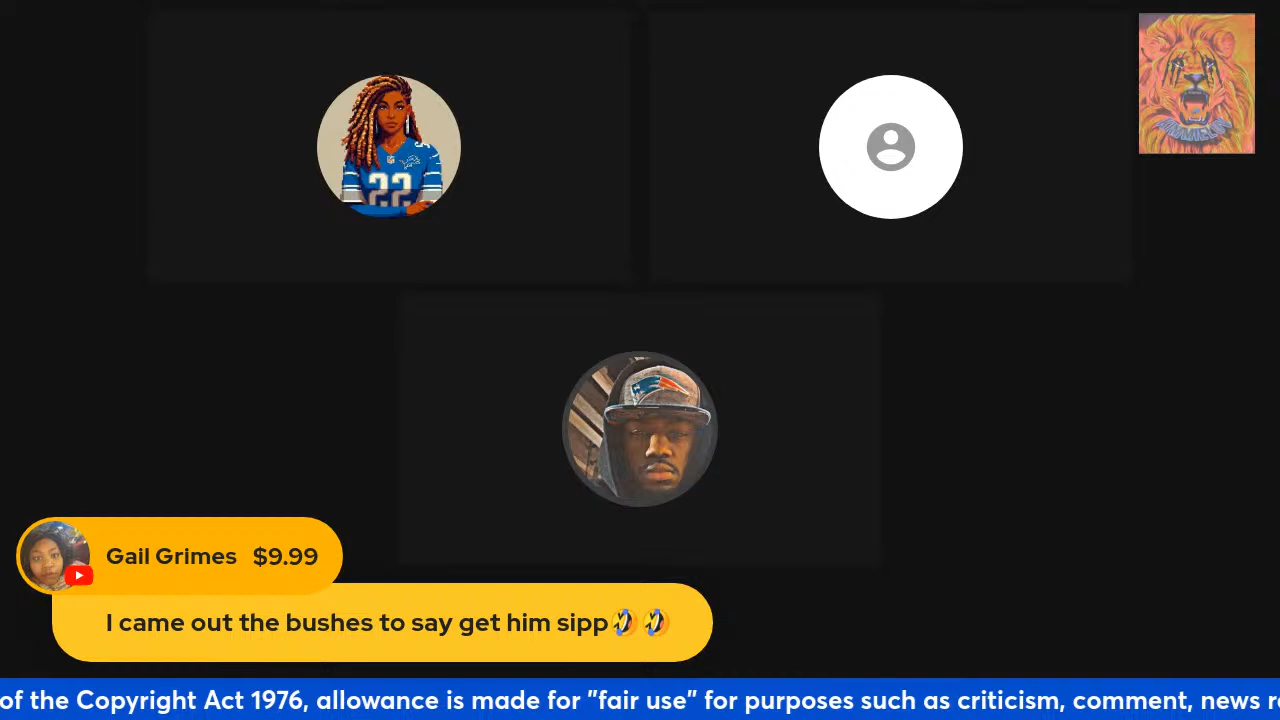 22
Gail Grimes $9.99
I came out the bushes to say get him sipp🤣🤣
of the Copyright Act 1976, allowance is made for "fair use" for purposes such as criticism, comment, news r